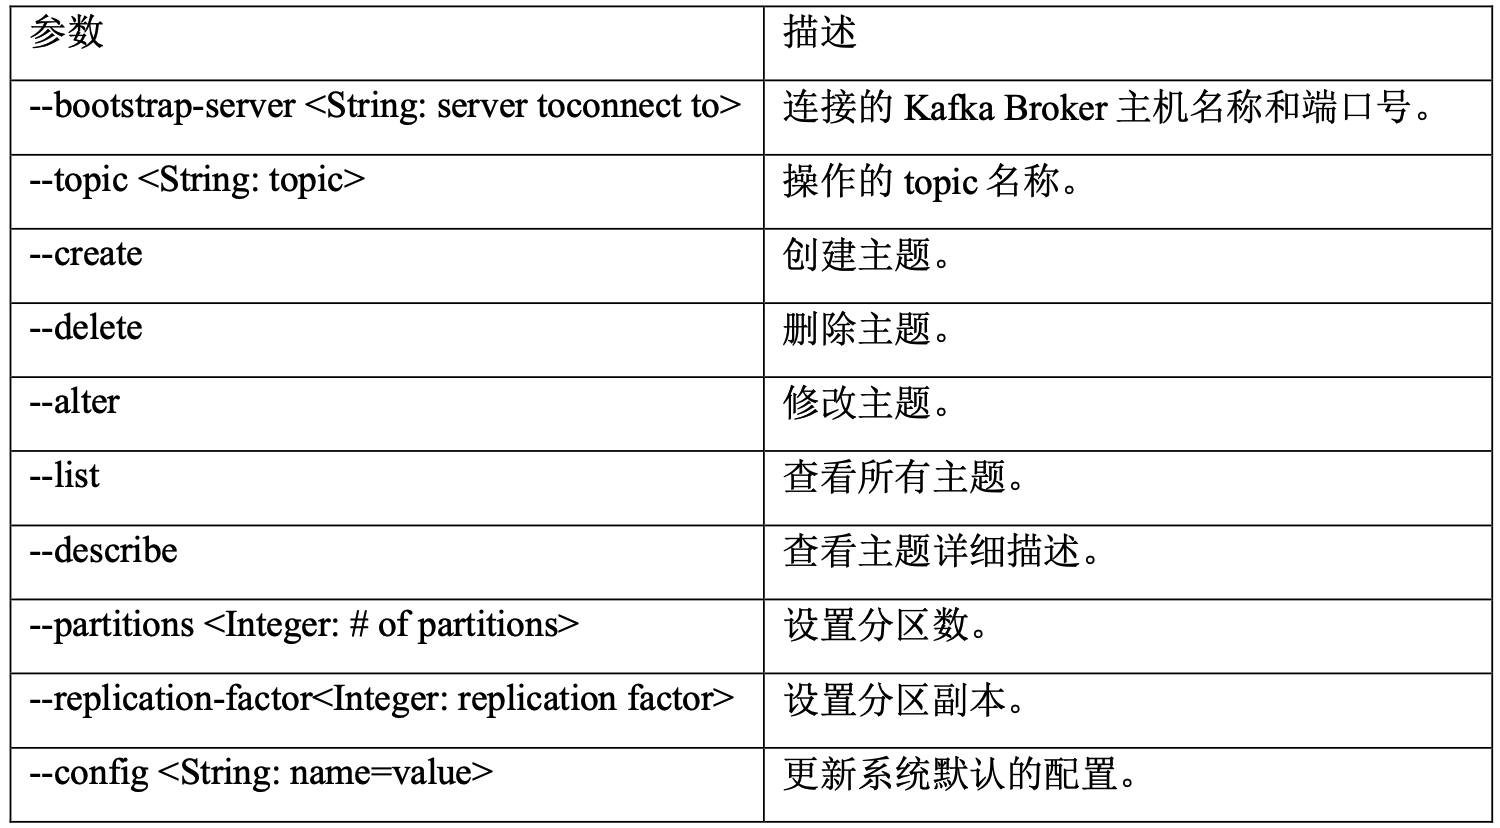 参数 描述
--bootstrap-server <String: server toconnect to> 连接的 Kafka Broker 主机名称和端口号。
--topic <String: topic> 操作的 topic 名称。
--create 创建主题。
--delete 删除主题。
--alter 修改主题。
--list 查看所有主题。
--describe 查看主题详细描述。
--partitions <Integer: # of partitions> 设置分区数。
--replication-factor<Integer: replication factor> 设置分区副本。
--config <String: name=value> 更新系统默认的配置。